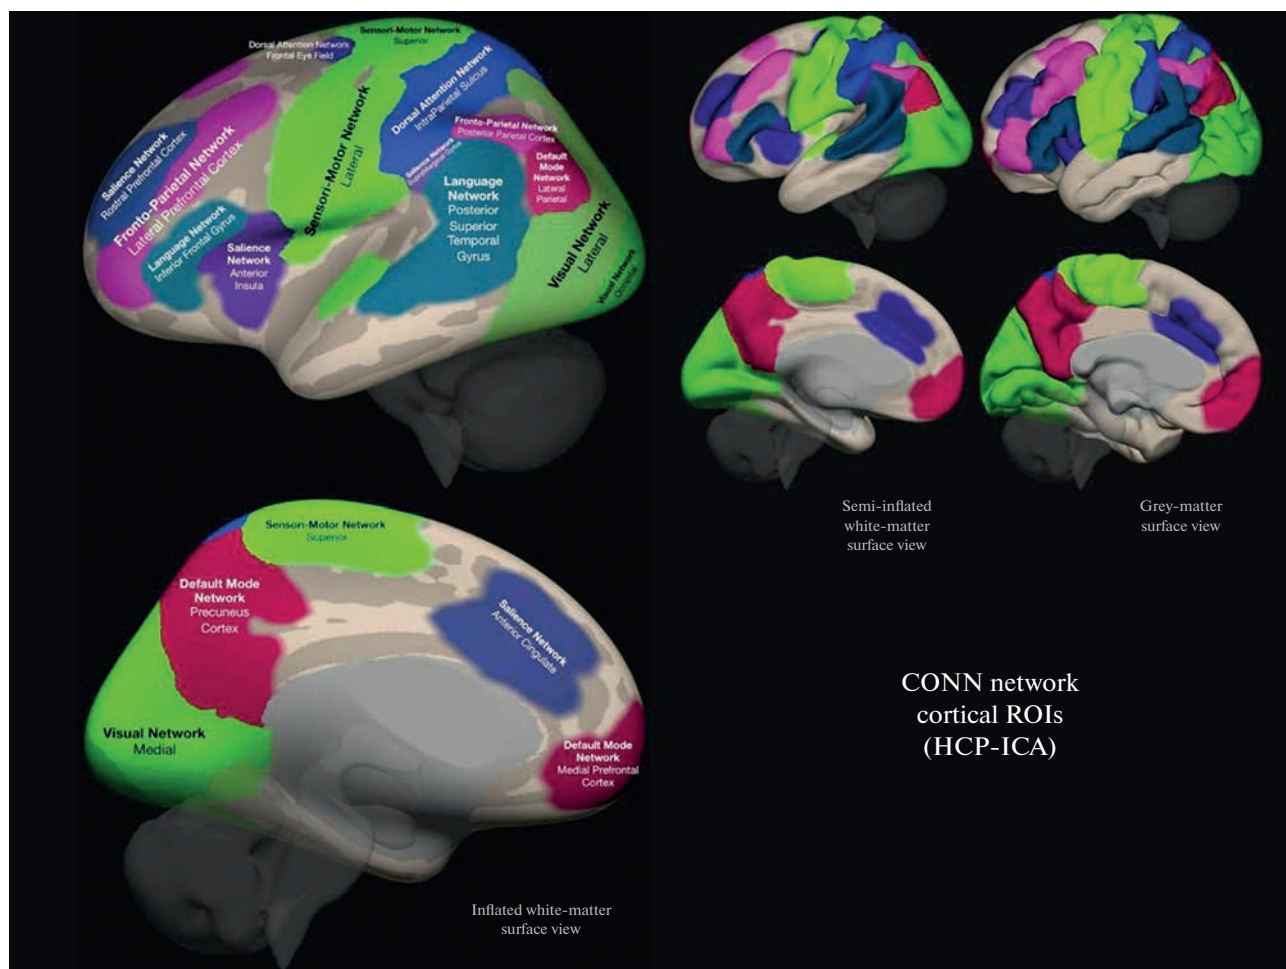 Sensori-Motor Network
Superior
Dorsal Attention Network
Frontal Eye Field
Dorsal Attention Network
IntraParietal Sulcus
Salience Network
Rostral Prefrontal Cortex
Fronto-Parietal Network
Lateral Prefrontal Cortex
Sensori-Motor Network
Lateral
Fronto-Parietal Network
Posterior Parietal Cortex
Salience Network
Supramarginal Gyrus
Default
Mode
Network
Lateral
Parietal
Language
Network
Posterior
Superior
Temporal
Gyrus
Language Network
Inferior Frontal Gyrus
Salience
Network
Anterior
Insula
Visual Network
Lateral
Visual Network
Occipital
Semi-inflated
white-matter
surface view
Grey-matter
surface view
Sensori-Motor Network
Superior
Default Mode
Network
Precuneus
Cortex
Salience Network
Anterior Cingulate
Visual Network
Medial
Default Mode
Network
Medial Prefrontal
Cortex
CONN network
cortical ROIs
(HCP-ICA)
Inflated white-matter
surface view